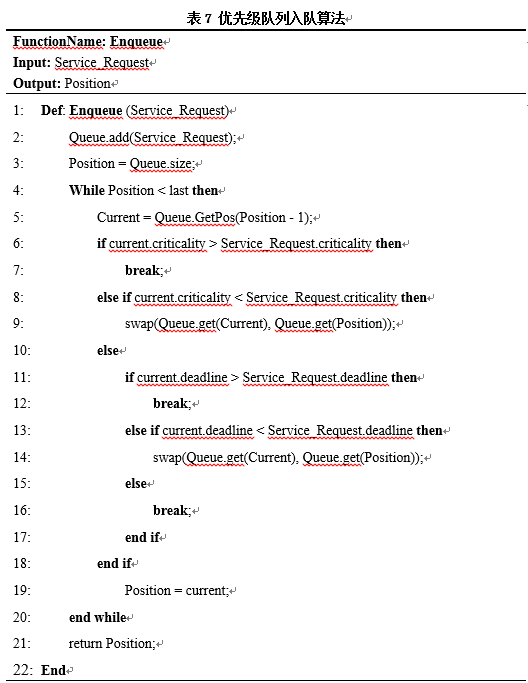 表 7 优先级队列入队算法
FunctionName: Enqueue
Input: Service_Request
Output: Position
1: Def: Enqueue (Service_Request)
2: Queue.add(Service_Request);
3: Position = Queue.size;
4: While Position < last then
5: Current = Queue.GetPos(Position - 1);
6: if current.criticality > Service_Request.criticality then
7: break;
8: else if current.criticality < Service_Request.criticality then
9: swap(Queue.get(Current), Queue.get(Position));
10: else
11: if current.deadline > Service_Request.deadline then
12: break;
13: else if current.deadline < Service_Request.deadline then
14: swap(Queue.get(Current), Queue.get(Position));
15: else
16: break;
17: end if
18: end if
19: Position = current;
20: end while
21: return Position;
22: End